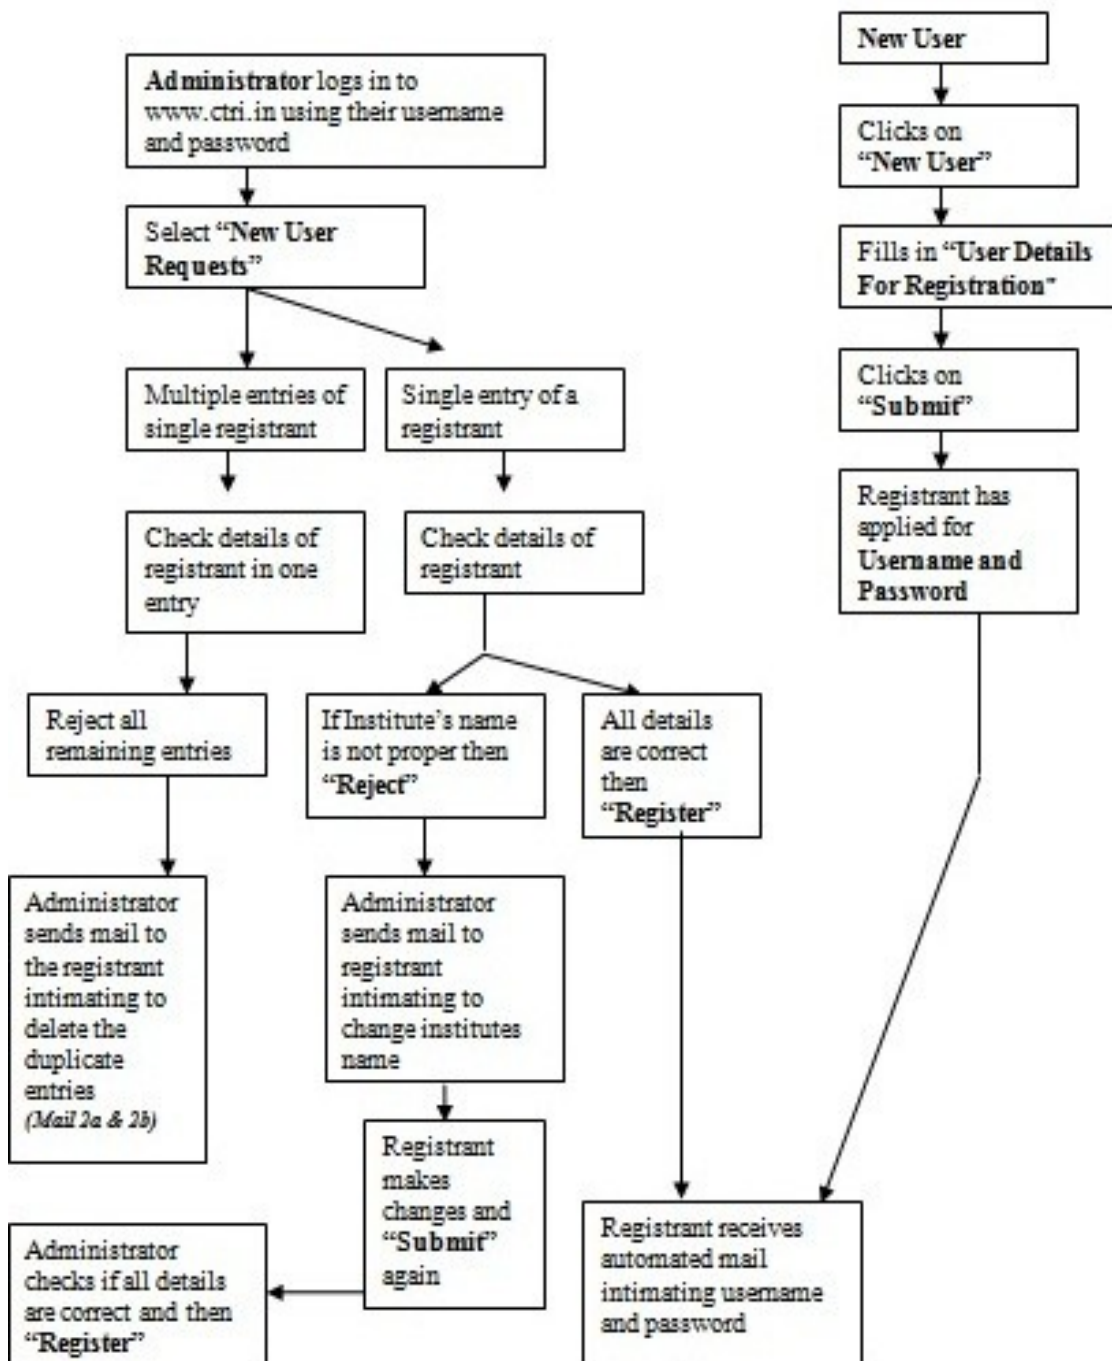 Administrator logs in to
www.ctri.in using their username
and password
Select “New User
Requests”
Multiple entries of
single registrant
Single entry of a
registrant
Check details of
registrant in one
entry
Check details of
registrant
Reject all
remaining entries
If Institute’s name
is not proper then
“Reject”
All details
are correct
then
“Register”
Administrator
sends mail to
the registrant
intimating to
delete the
duplicate
entries
(Mail 2a & 2b)
Administrator
sends mail to
registrant
intimating to
change institutes
name
Registrant
makes
changes and
“Submit”
again
Administrator
checks if all details
are correct and then
“Register”
New User
Clicks on
“New User”
Fills in “User Details
For Registration”
Clicks on
“Submit”
Registrant has
applied for
Username and
Password
Registrant receives
automated mail
intimating username
and password